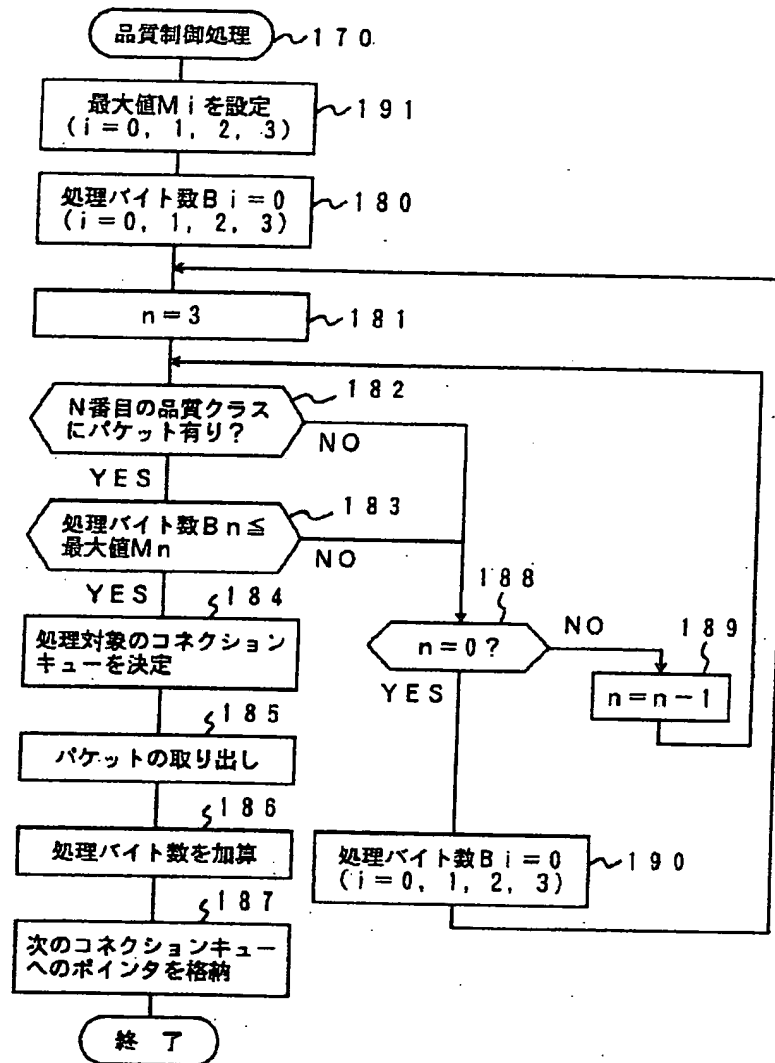 品質制御処理
170
最大値Miを設定
(i=0, 1, 2, 3)
191
処理バイト数Bi=0
(i=0, 1, 2, 3)
180
n=3
181
182
N番目の品質クラス
にパケット有り?
NO
YES
183
処理バイト数Bn≦
最大値Mn
NO
YES
184
処理対象のコネクション
キューを決定
185
パケットの取り出し
186
処理バイト数を加算
187
次のコネクションキュー
へのポインタを格納
終了
188
n=0?
NO
YES
189
n=n-1
処理バイト数Bi=0
(i=0, 1, 2, 3)
190